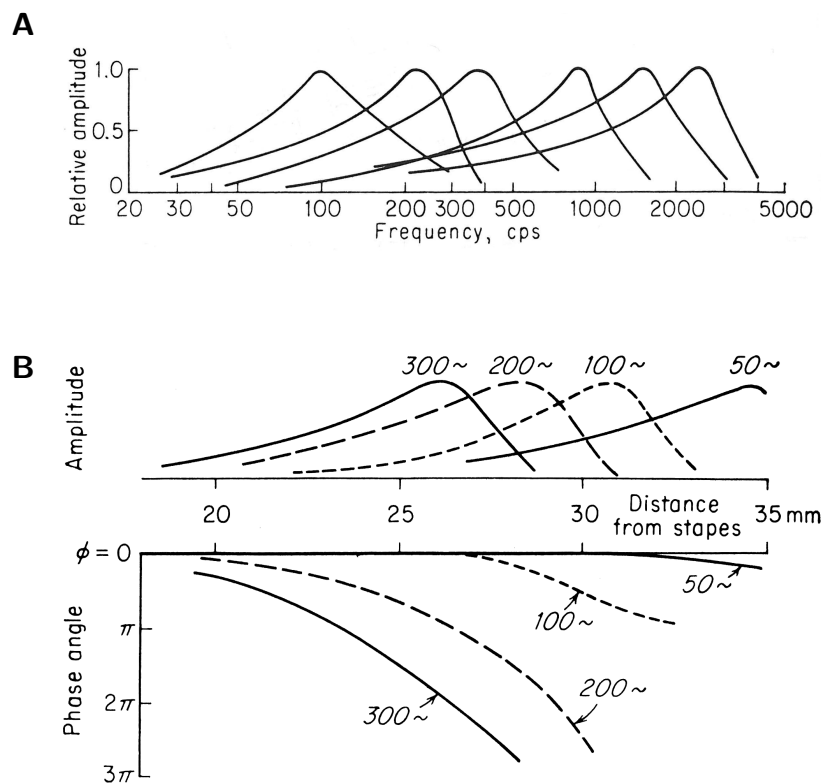 A
Relative amplitude
1.0
0.5
0
20 30 50 100 200 300 500 1000 2000 5000
Frequency, cps
B
Amplitude
300~ 200~ 100~ 50~
20 25 30 35 mm
Distance
from stapes
Phase angle
ϕ = 0
π
2π
3π
50~
100~
200~
300~